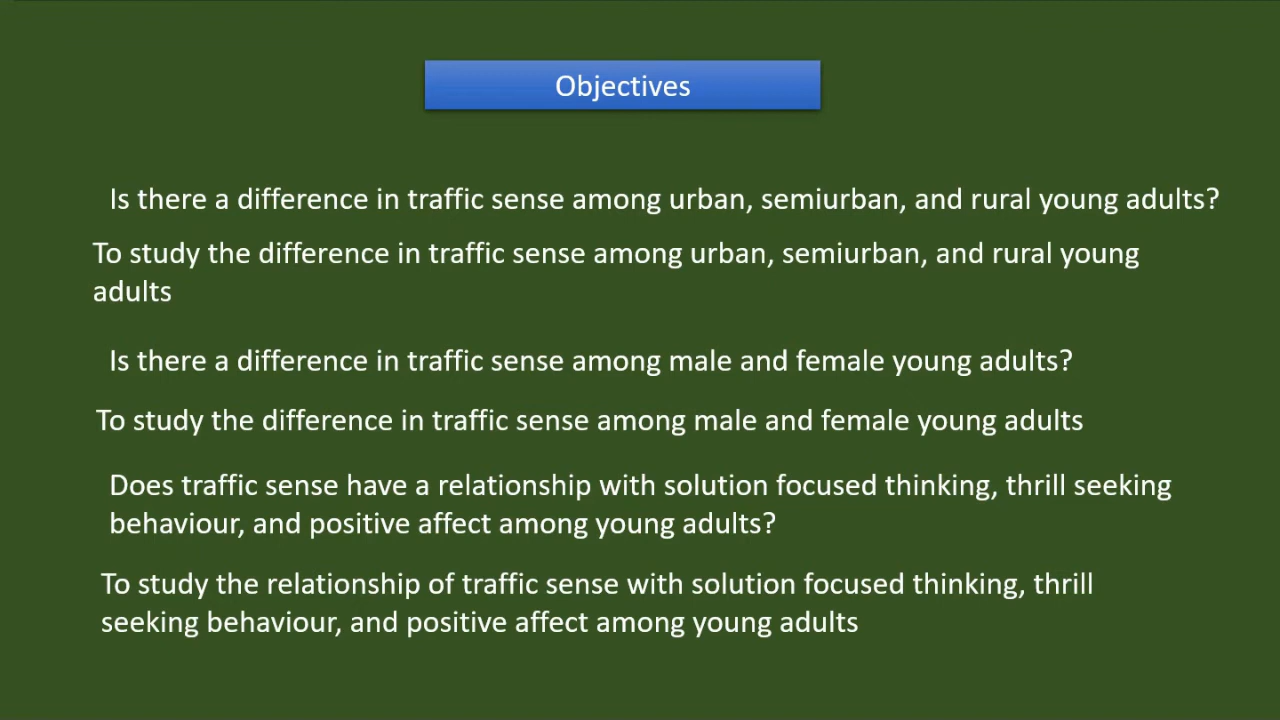 Objectives
Is there a difference in traffic sense among urban, semiurban, and rural young adults?
To study the difference in traffic sense among urban, semiurban, and rural young
adults
Is there a difference in traffic sense among male and female young adults?
To study the difference in traffic sense among male and female young adults
Does traffic sense have a relationship with solution focused thinking, thrill seeking
behaviour, and positive affect among young adults?
To study the relationship of traffic sense with solution focused thinking, thrill
seeking behaviour, and positive affect among young adults